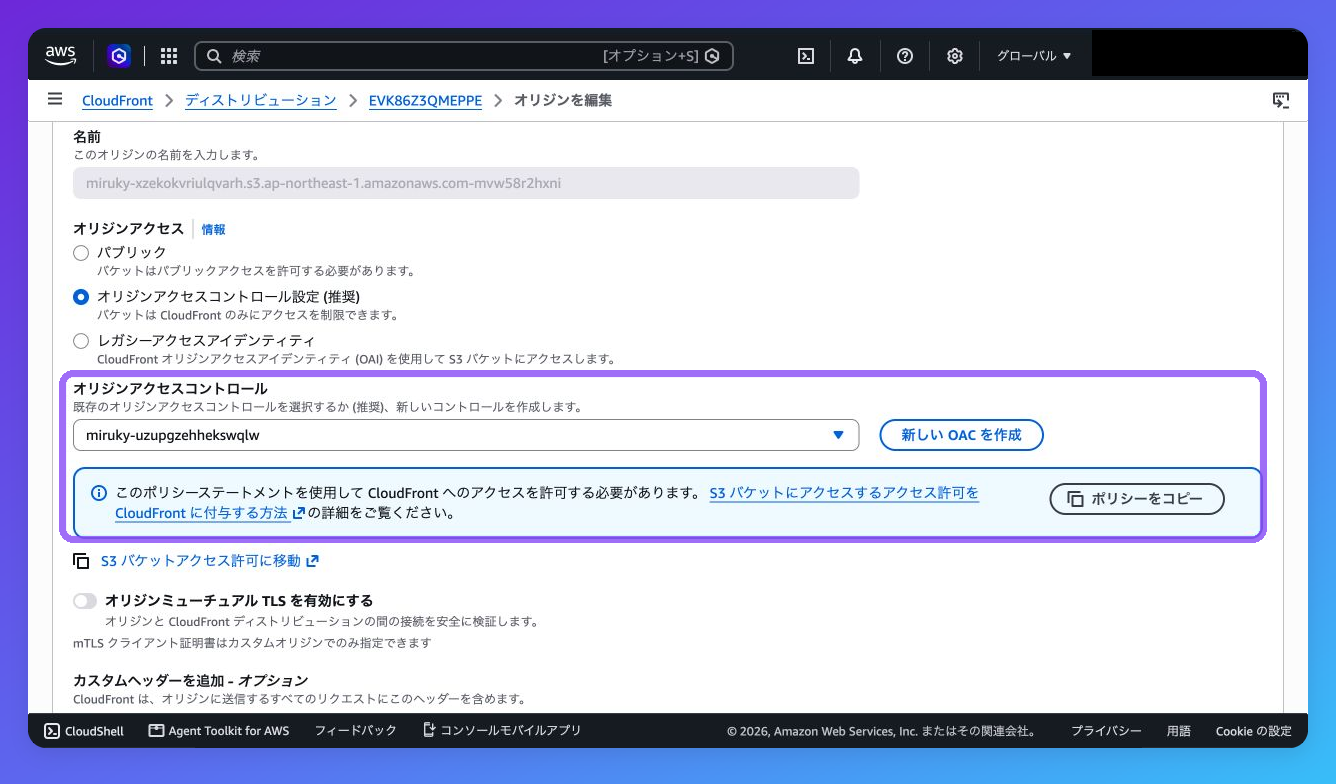 aws
検索 [オプション+S] グローバル ▼
CloudFront > ディストリビューション > EVK86Z3QMEPPE > オリジンを編集
名前
このオリジンの名前を入力します。
miruky-xzekokvriulqvarh.s3.ap-northeast-1.amazonaws.com-mvw58r2hxni
オリジンアクセス 情報
パブリック
バケットはパブリックアクセスを許可する必要があります。
オリジンアクセスコントロール設定 (推奨)
バケットは CloudFront のみにアクセスを制限できます。
レガシーアクセスアイデンティティ
CloudFront オリジンアクセスアイデンティティ (OAI) を使用して S3 バケットにアクセスします。
オリジンアクセスコントロール
既存のオリジンアクセスコントロールを選択するか (推奨)、新しいコントロールを作成します。
miruky-uzupgzehhekswqlw 新しい OAC を作成
このポリシーステートメントを使用して CloudFront へのアクセスを許可する必要があります。 S3 バケットにアクセスするアクセス許可を
CloudFront に付与する方法 の詳細をご覧ください。
ポリシーをコピー
S3 バケットアクセス許可に移動
オリジンミューチュアル TLS を有効にする
オリジンと CloudFront ディストリビューションの間の接続を安全に検証します。
mTLS クライアント証明書はカスタムオリジンでのみ指定できます
カスタムヘッダーを追加 - オプション
CloudFront は、オリジンに送信するすべてのリクエストにこのヘッダーを含めます。
CloudShell Agent Toolkit for AWS フィードバック コンソールモバイルアプリ © 2026, Amazon Web Services, Inc. またはその関連会社。 プライバシー 用語 Cookie の設定